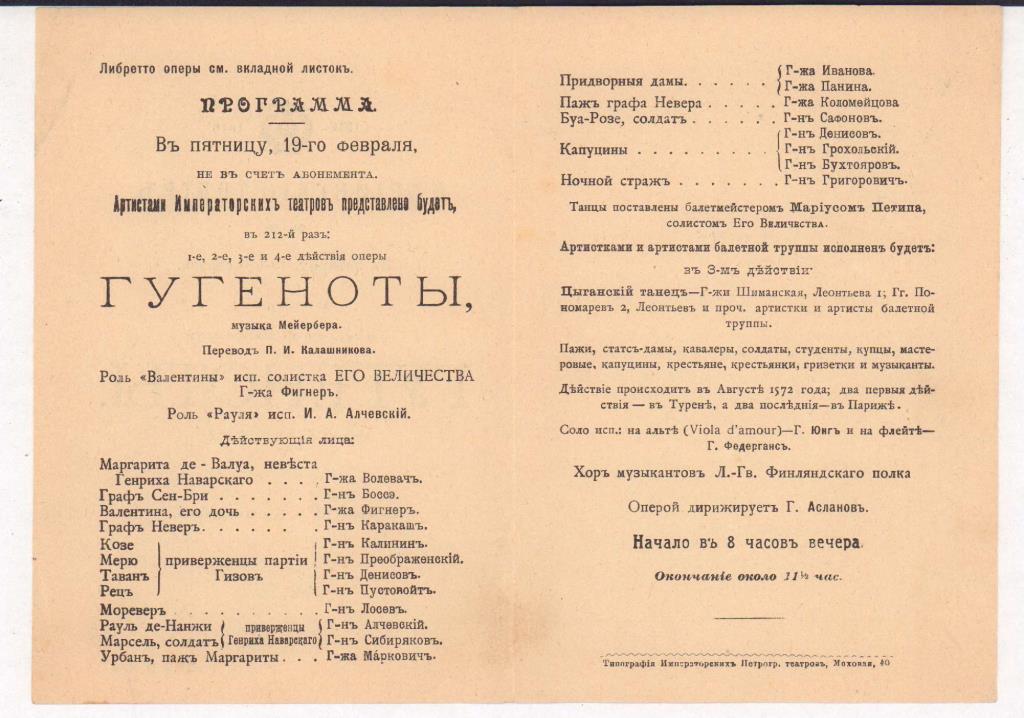 Либретто оперы см. вкладной листокъ.
ПРОГРАММА.
Въ пятницу, 19-го февраля,
НЕ ВЪ СЧЕТЪ АБОНЕМЕНТА.
Артистами Императорскихъ театровъ представлено будетъ,
въ 212-й разъ:
1-е, 2-е, 3-е и 4-е дѣйствія оперы
ГУГЕНОТЫ,
музыка Мейербера.
Переводъ П. И. Калашникова.
Роль «Валентины» исп. солистка ЕГО ВЕЛИЧЕСТВА
Г-жа Фигнеръ.
Роль «Рауля» исп. И. А. Алчевскій.
Дѣйствующія лица:
Маргарита де-Валуа, невѣста
Генриха Наварскаго . . . . Г-жа Волевачъ.
Графъ Сен-Бри . . . . . . . Г-нъ Боссэ.
Валентина, его дочь . . . . . Г-жа Фигнеръ.
Графъ Неверъ. . . . . . . Г-нъ Каракашъ.
Козе Г-нъ Калининъ.
Мерю приверженцы партіи Г-нъ Преображенскій.
Таванъ Гизовъ Г-нъ Денисовъ.
Рецъ Г-нъ Пустовойтъ.
Мореверъ . . . . . . . . . . Г-нъ Лосевъ.
Рауль де-Нанжи приверженцы Г-нъ Алчевскій.
Марсель, солдатъ Генриха Наварскаго Г-нъ Сибиряковъ.
Урбанъ, пажъ Маргариты . . . Г-жа Маркович​ъ.
Придворныя дамы. . . . . . Г-жа Иванова.
Г-жа Панина.
Пажъ графа Невера . . . . . Г-жа Коломейцова
Буа-Розе, солдатъ . . . . . . Г-нъ Сафоновъ.
Г-нъ Денисовъ.
Капуцины . . . . . . . . . Г-нъ Грохольскій.
Г-нъ Бухтояровъ.
Ночной стражъ . . . . . . . Г-нъ Григоровичъ.
Танцы поставлены балетмейстеромъ Маріусомъ Петипа,
солистомъ Его Величества.
Артистками и артистами балетной труппы исполненъ будетъ:
въ 3-мъ дѣйствіи:
Цыганскій танецъ—Г-жи Шиманская, Леонтьева 1; Гг. По-
номаревъ 2, Леонтьевъ и проч. артистки и артисты балетной
труппы.
Пажи, статсъ-дамы, кавалеры, солдаты, студенты, купцы, масте-
ровые, капуцины, крестьяне, крестьянки, гризетки и музыканты.
Дѣйствіе происходитъ въ Августѣ 1572 года; два первыя дѣй-
ствія — въ Туренѣ, а два послѣднія—въ Парижѣ.
Соло исп.: на альтѣ (Viola d'amour)—Г. Юнгъ и на флейтѣ—
Г. Федергансъ.
Хоръ музыкантовъ Л.-Гв. Финляндскаго полка
Оперой дирижируетъ Г. Аслановъ.
Начало въ 8 часовъ вечера.
Окончаніе около 11½ час.
Типографія Императорскихъ Петрогр. театровъ, Моховая, 40